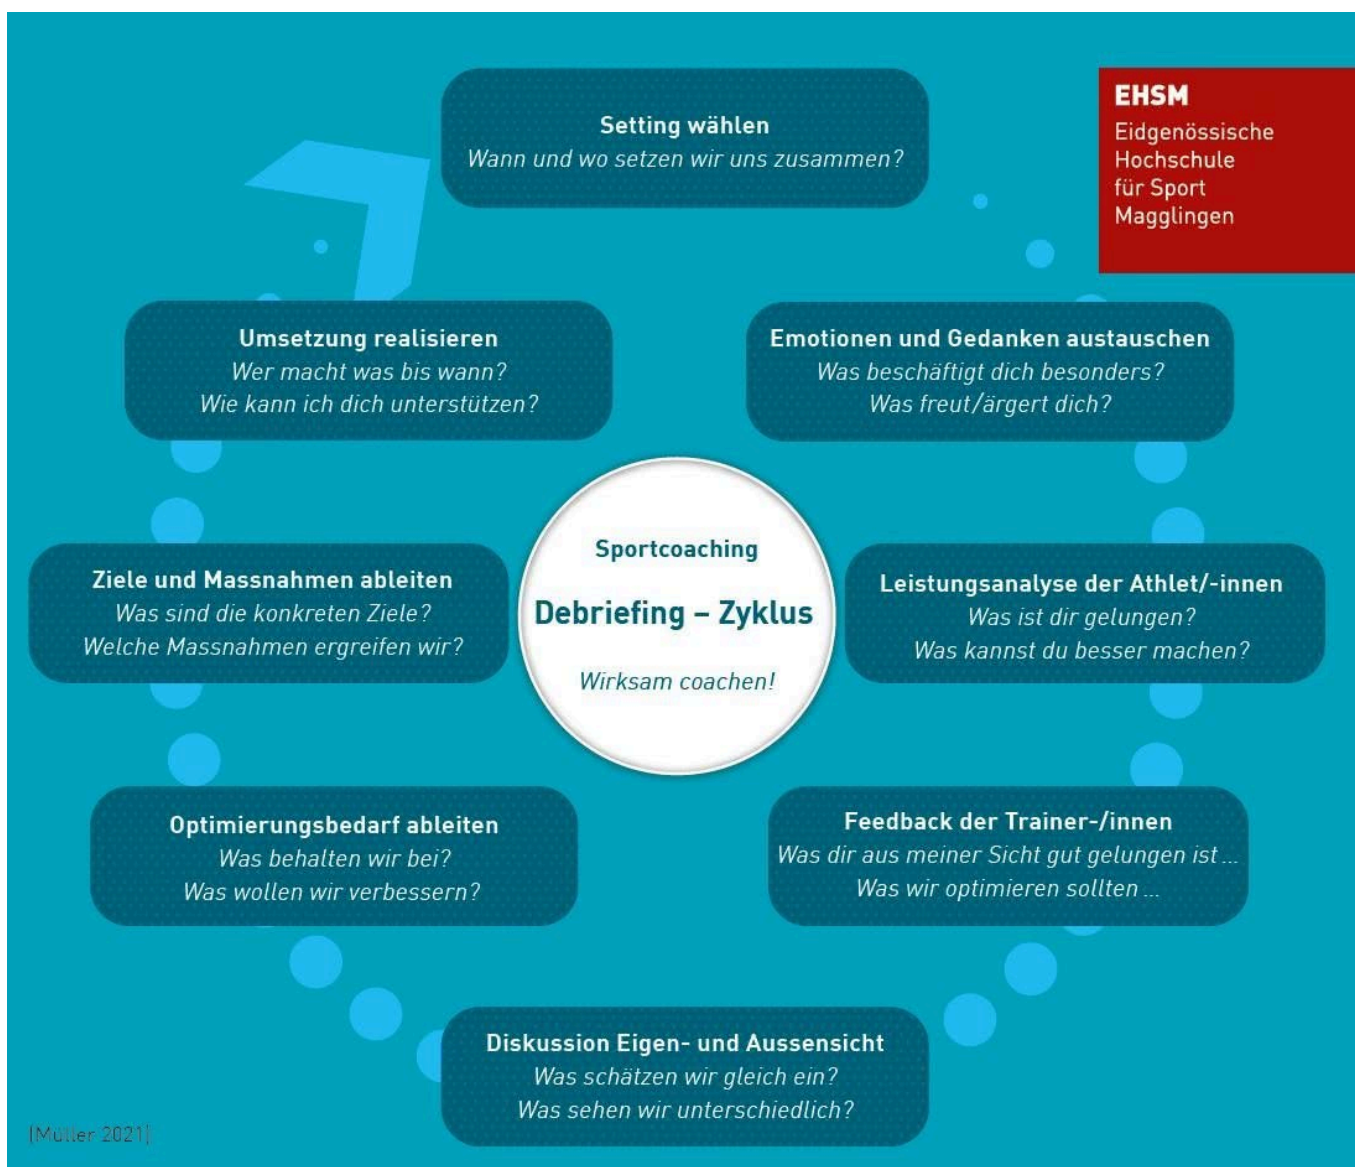 Setting wählen
Wann und wo setzen wir uns zusammen?
EHSM
Eidgenössische
Hochschule
für Sport
Magglingen
Emotionen und Gedanken austauschen
Was beschäftigt dich besonders?
Was freut/ärgert dich?
Leistungsanalyse der Athlet/-innen
Was ist dir gelungen?
Was kannst du besser machen?
Feedback der Trainer-/innen
Was dir aus meiner Sicht gut gelungen ist ...
Was wir optimieren sollten ...
Diskussion Eigen- und Aussensicht
Was schätzen wir gleich ein?
Was sehen wir unterschiedlich?
Optimierungsbedarf ableiten
Was behalten wir bei?
Was wollen wir verbessern?
Ziele und Massnahmen ableiten
Was sind die konkreten Ziele?
Welche Massnahmen ergreifen wir?
Umsetzung realisieren
Wer macht was bis wann?
Wie kann ich dich unterstützen?
Sportcoaching
Debriefing – Zyklus
Wirksam coachen!
(Müller 2021)